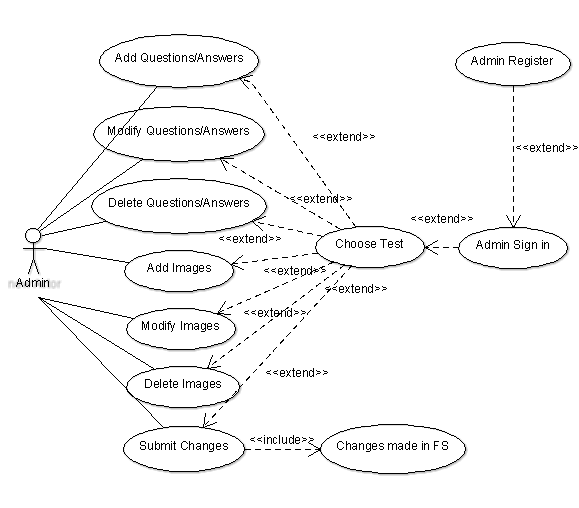 Add Questions/Answers
Admin Register
Modify Questions/Answers
<<extend>>
<<extend>>
Delete Questions/Answers
<<extend>>
<<extend>>
<<extend>>
Choose Test
Admin Sign in
Add Images
<<extend>>
<<extend>>
Admin
<<extend>>
Modify Images
<<extend>>
Delete Images
Submit Changes
<<include>>
Changes made in FS